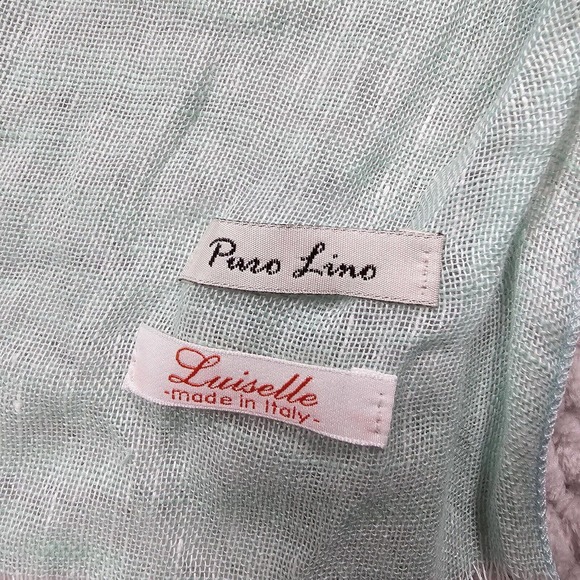 Puro Lino
Luiselle
-made in Italy-